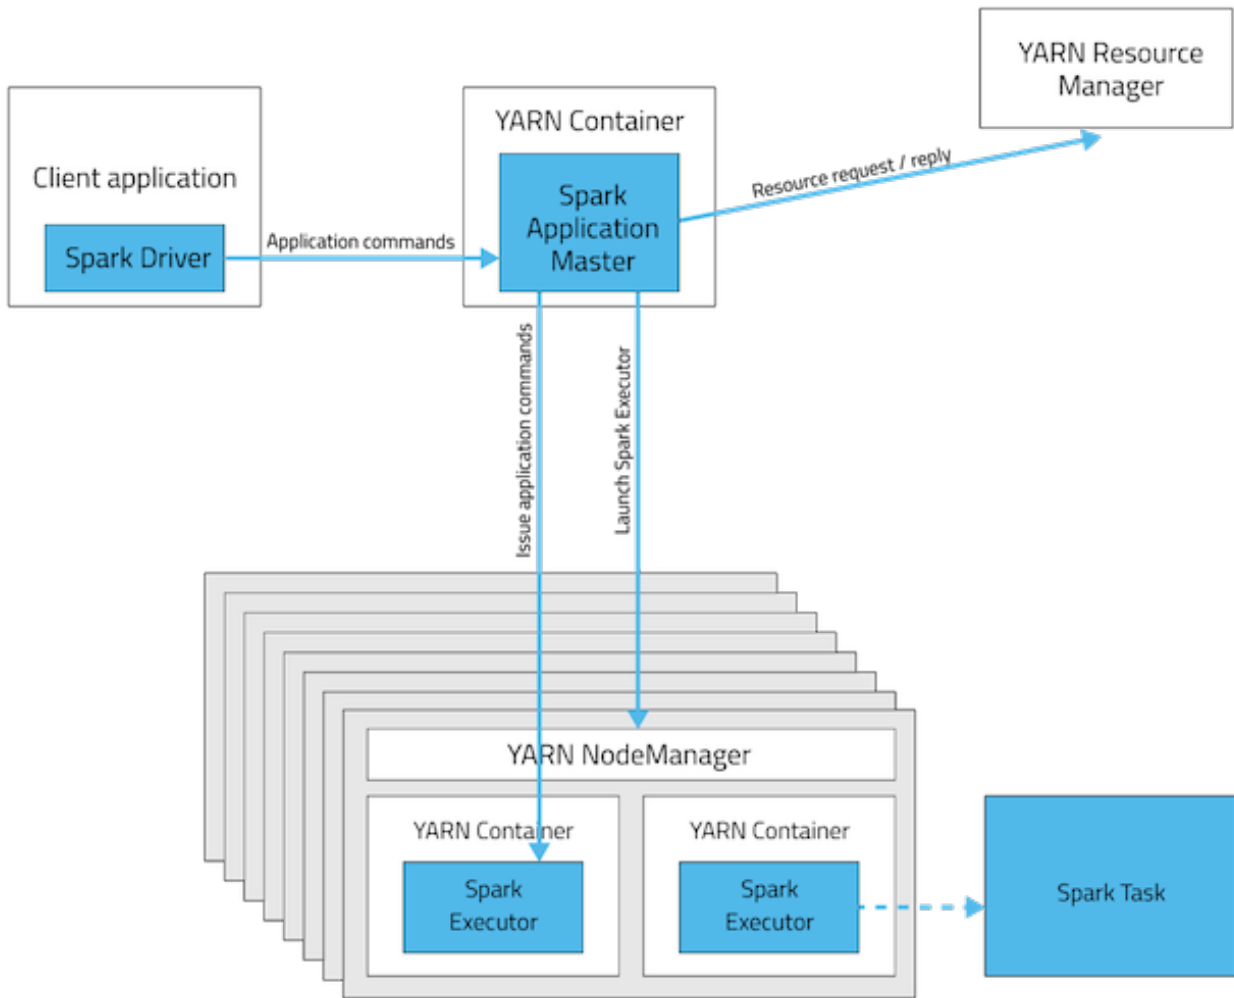 YARN Resource
Manager
YARN Container
Client application
Spark
Application
Master
Resource request / reply
Spark Driver
Application commands
Issue application commands
Launch Spark Executor
YARN NodeManager
YARN Container
YARN Container
Spark
Executor
Spark
Executor
Spark Task